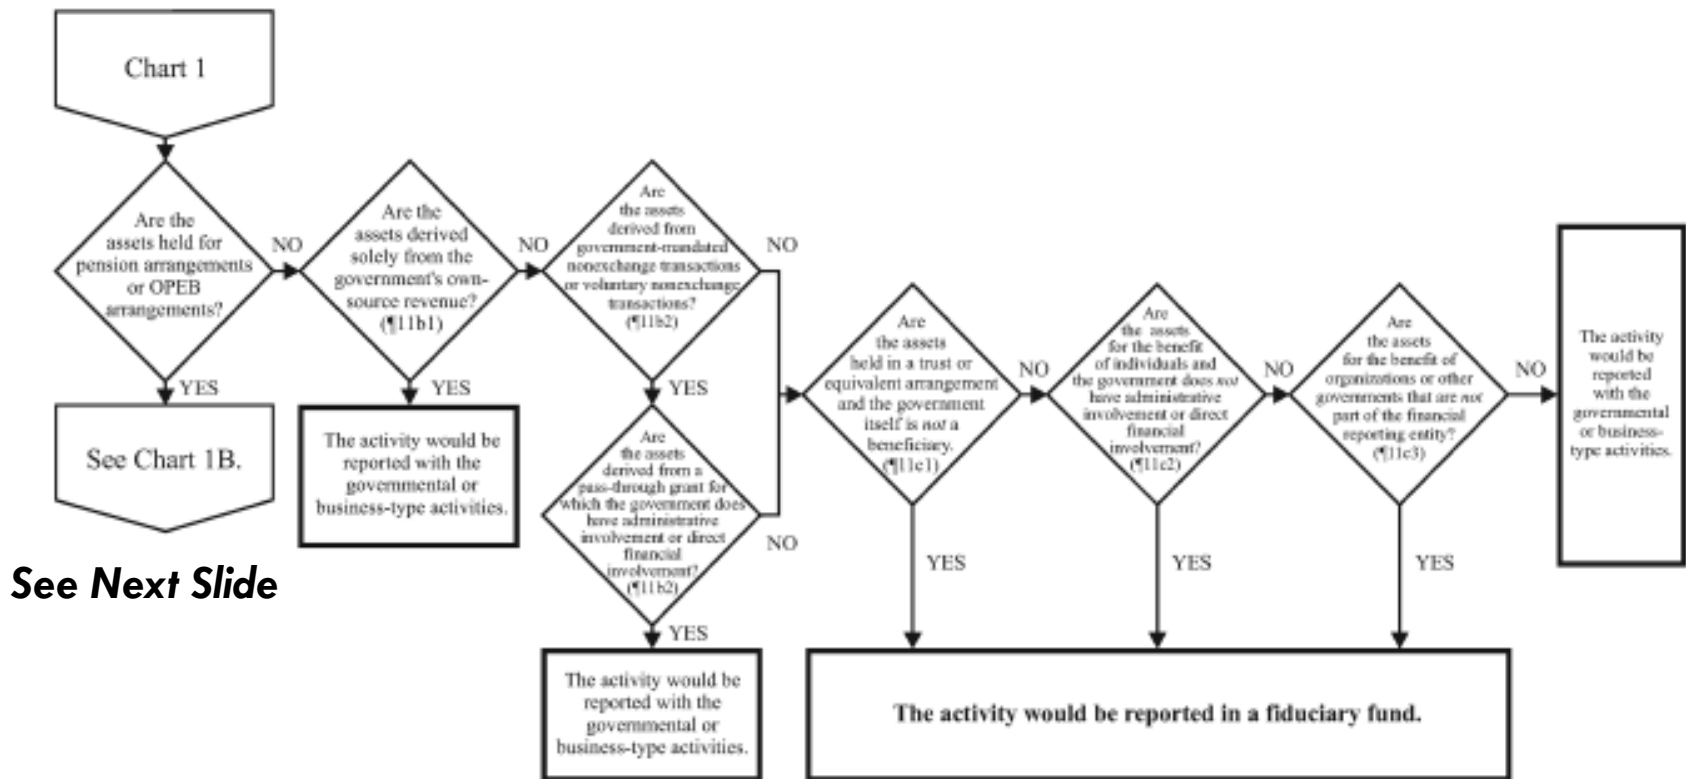 Chart 1
Are the
assets held for
pension arrangements
or OPEB
arrangements?
NO
YES
See Chart 1B.
See Next Slide
Are the
assets derived
solely from the
government's own-
source revenue?
(¶11b1)
NO
YES
The activity would be
reported with the
governmental or
business-type activities.
Are
the assets
derived from
government-mandated
nonexchange transactions
or voluntary nonexchange
transactions?
(¶11b2)
NO
YES
Are
the assets
derived from a
pass-through grant for
which the government does
have administrative
involvement or direct
financial
involvement?
(¶11b2)
NO
YES
The activity would be
reported with the
governmental or
business-type activities.
Are
the assets
held in a trust or
equivalent arrangement
and the government
itself is not a
beneficiary.
(¶11c1)
NO
YES
Are
the assets
for the benefit
of individuals and
the government does not
have administrative
involvement or direct
financial
involvement?
(¶11c2)
NO
YES
Are
the assets
for the benefit of
organizations or other
governments that are not
part of the financial
reporting entity?
(¶11c3)
NO
YES
The activity
would be
reported
with the
governmental
or business-
type activities.
The activity would be reported in a fiduciary fund.